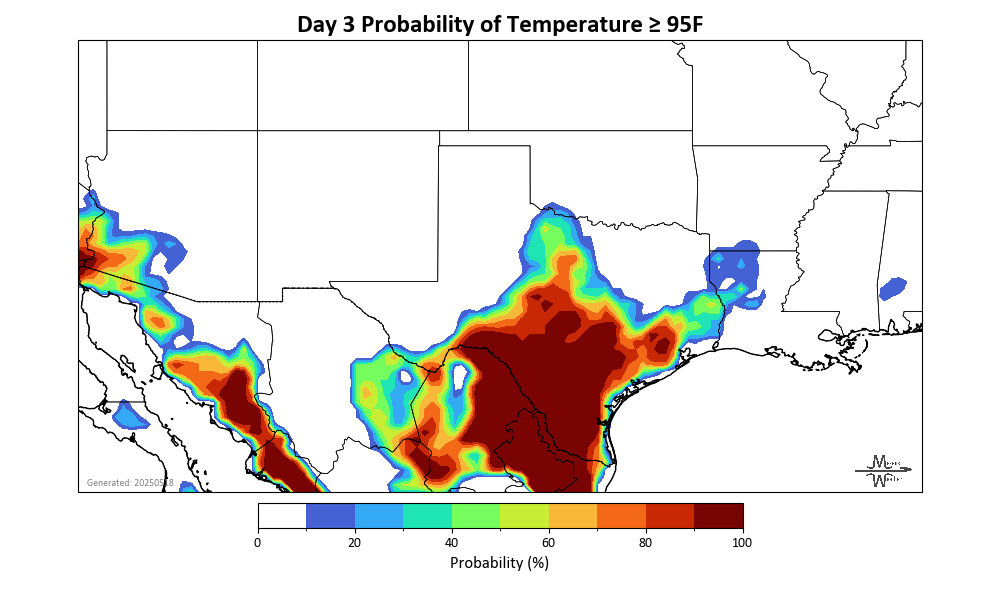 Day 3 Probability of Temperature ≥ 95F
Generated: 20250518
0 20 40 60 80 100
Probability (%)